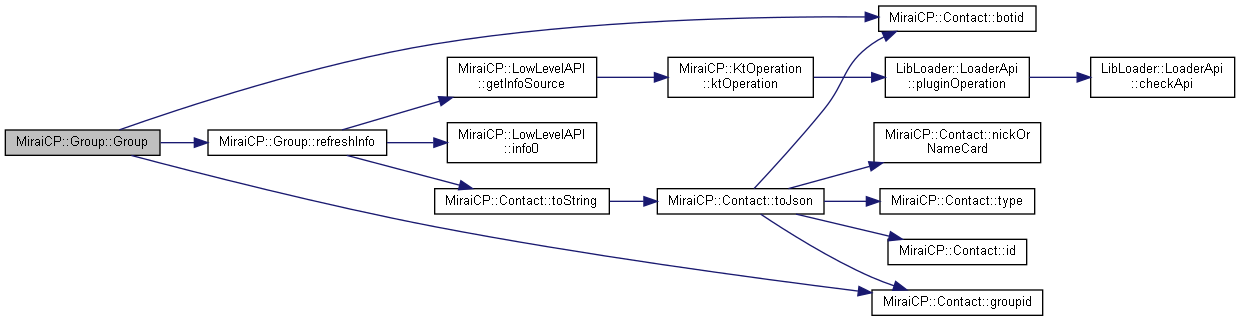 MiraiCP::Contact::botid
MiraiCP::LowLevelAPI
::getInfoSource
MiraiCP::KtOperation
::ktOperation
LibLoader::LoaderApi
::pluginOperation
LibLoader::LoaderApi
::checkApi
MiraiCP::Group::Group
MiraiCP::Group::refreshInfo
MiraiCP::LowLevelAPI
::info0
MiraiCP::Contact::nickOr
NameCard
MiraiCP::Contact::toString
MiraiCP::Contact::toJson
MiraiCP::Contact::type
MiraiCP::Contact::id
MiraiCP::Contact::groupid